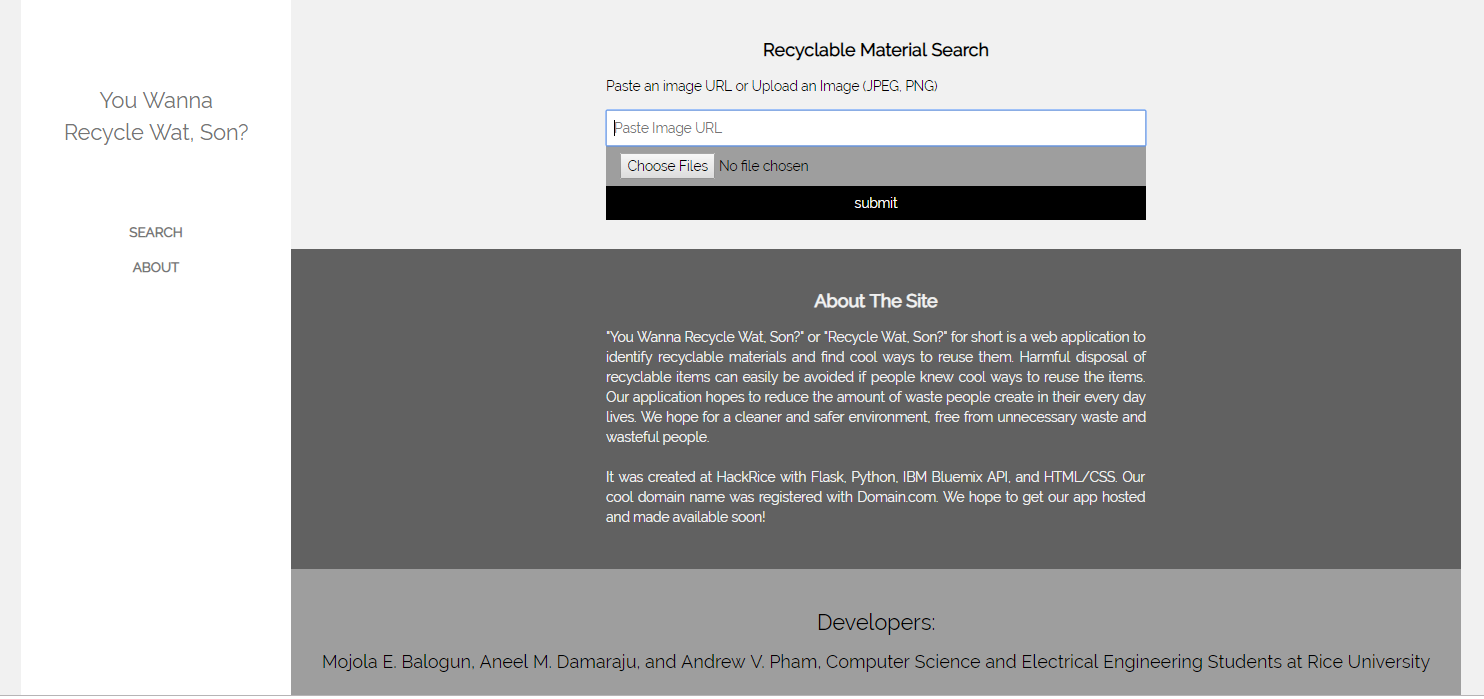 You Wanna
Recycle Wat, Son?
SEARCH
ABOUT
Recyclable Material Search
Paste an image URL or Upload an Image (JPEG, PNG)
Paste Image URL
Choose Files No file chosen
submit
About The Site
"You Wanna Recycle Wat, Son?" or "Recycle Wat, Son?" for short is a web application to
identify recyclable materials and find cool ways to reuse them. Harmful disposal of
recyclable items can easily be avoided if people knew cool ways to reuse the items.
Our application hopes to reduce the amount of waste people create in their every day
lives. We hope for a cleaner and safer environment, free from unnecessary waste and
wasteful people.
It was created at HackRice with Flask, Python, IBM Bluemix API, and HTML/CSS. Our
cool domain name was registered with Domain.com. We hope to get our app hosted
and made available soon!
Developers:
Mojola E. Balogun, Aneel M. Damaraju, and Andrew V. Pham, Computer Science and Electrical Engineering Students at Rice University